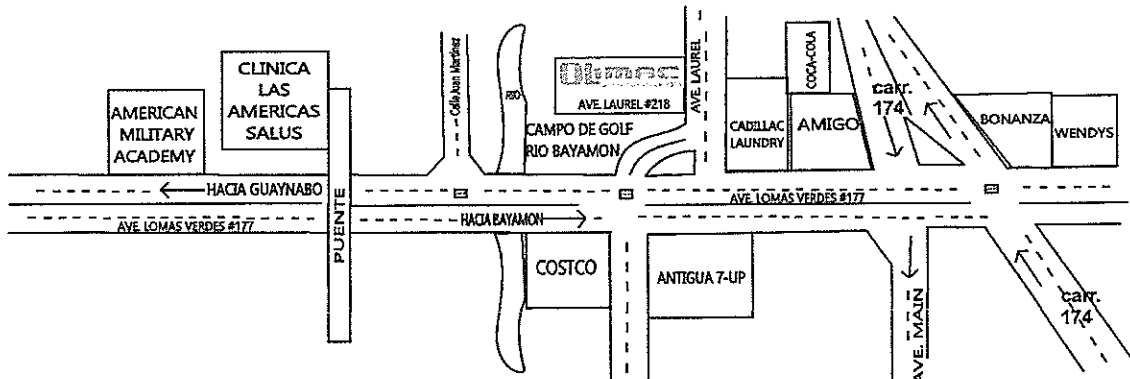 AMERICAN
MILITARY
ACADEMY
CLINICA
LAS
AMERICAS
SALUS
PUENTE
HACIA GUAYNABO
AVE. LOMAS VERDES #177
HACIA BAYAMON
Calle Juan Martinez
RIO
Olimac
AVE. LAUREL #218
CAMPO DE GOLF
RIO BAYAMON
AVE. LAUREL
CADILLAC
LAUNDRY
COCA-COLA
AMIGO
carr.
174
BONANZA
WENDYS
AVE. LOMAS VERDES #177
COSTCO
ANTIGUA 7-UP
AVE. MAIN
carr.
174